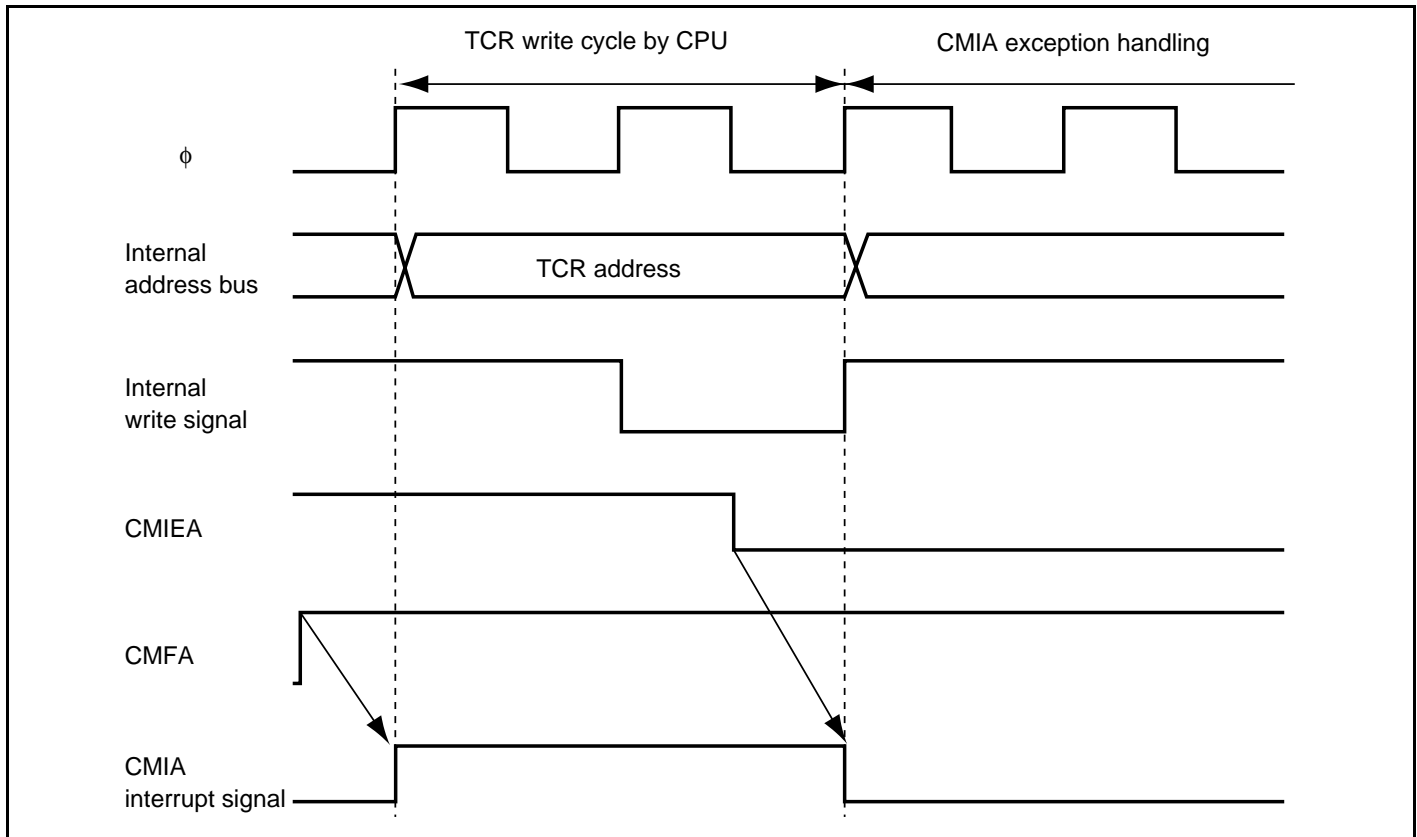 TCR write cycle by CPU
CMIA exception handling
ϕ
Internal
address bus
TCR address
Internal
write signal
CMIEA
CMFA
CMIA
interrupt signal